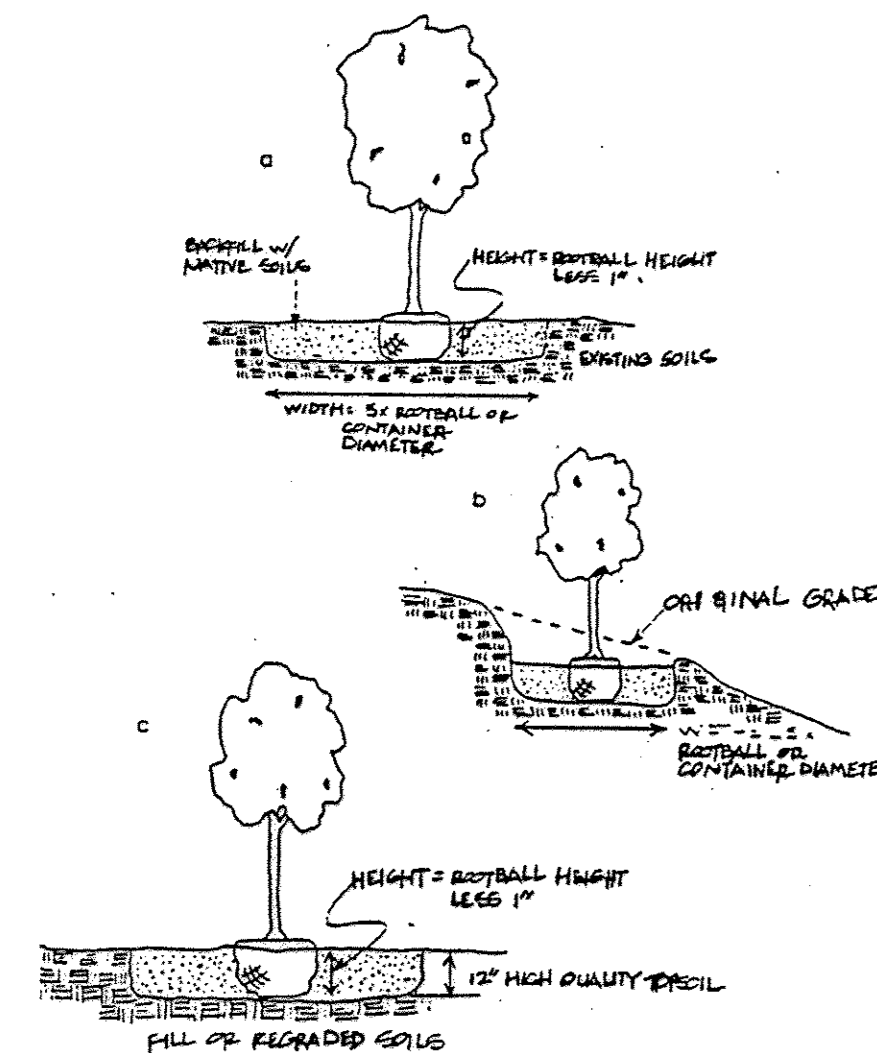 a
BACKFILL W/
NATIVE SOILS
HEIGHT = ROOTBALL HEIGHT
LESS 1".
EXISTING SOILS
WIDTH = 5x ROOTBALL OR
CONTAINER
DIAMETER
b
ORIGINAL GRADE
ROOTBALL OR
CONTAINER DIAMETE
c
HEIGHT = ROOTBALL HEIGHT
LESS 1"
12" HIGH QUALITY TOPSOIL
FILL OR REGRADED SOILS